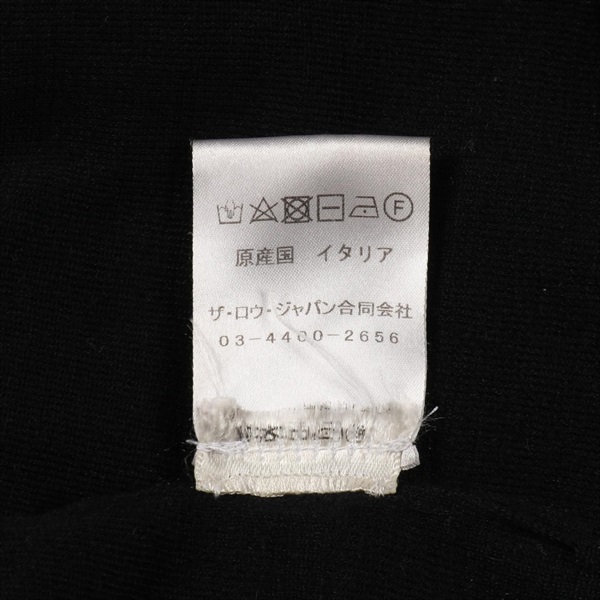 F
原産国 イタリア
ザ・ロウ・ジャパン合同会社
03-4400-2656